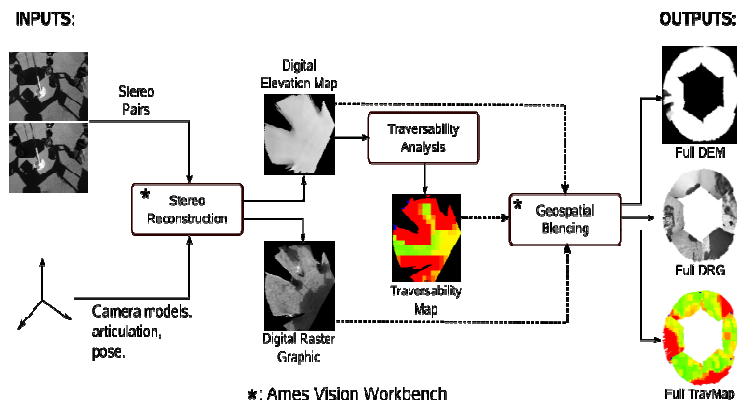 INPUTS:
OUTPUTS:
Stereo
Pairs
Digital
Elevation Map
Traversability
Analysis
Full DEM
* Stereo
Reconstruction
* Geospatial
Blencing
Full DRG
Traversability
Map
Camera models.
articulation,
pose.
Digital Raster
Graphic
Full TravMap
*: Ames Vision Workbench